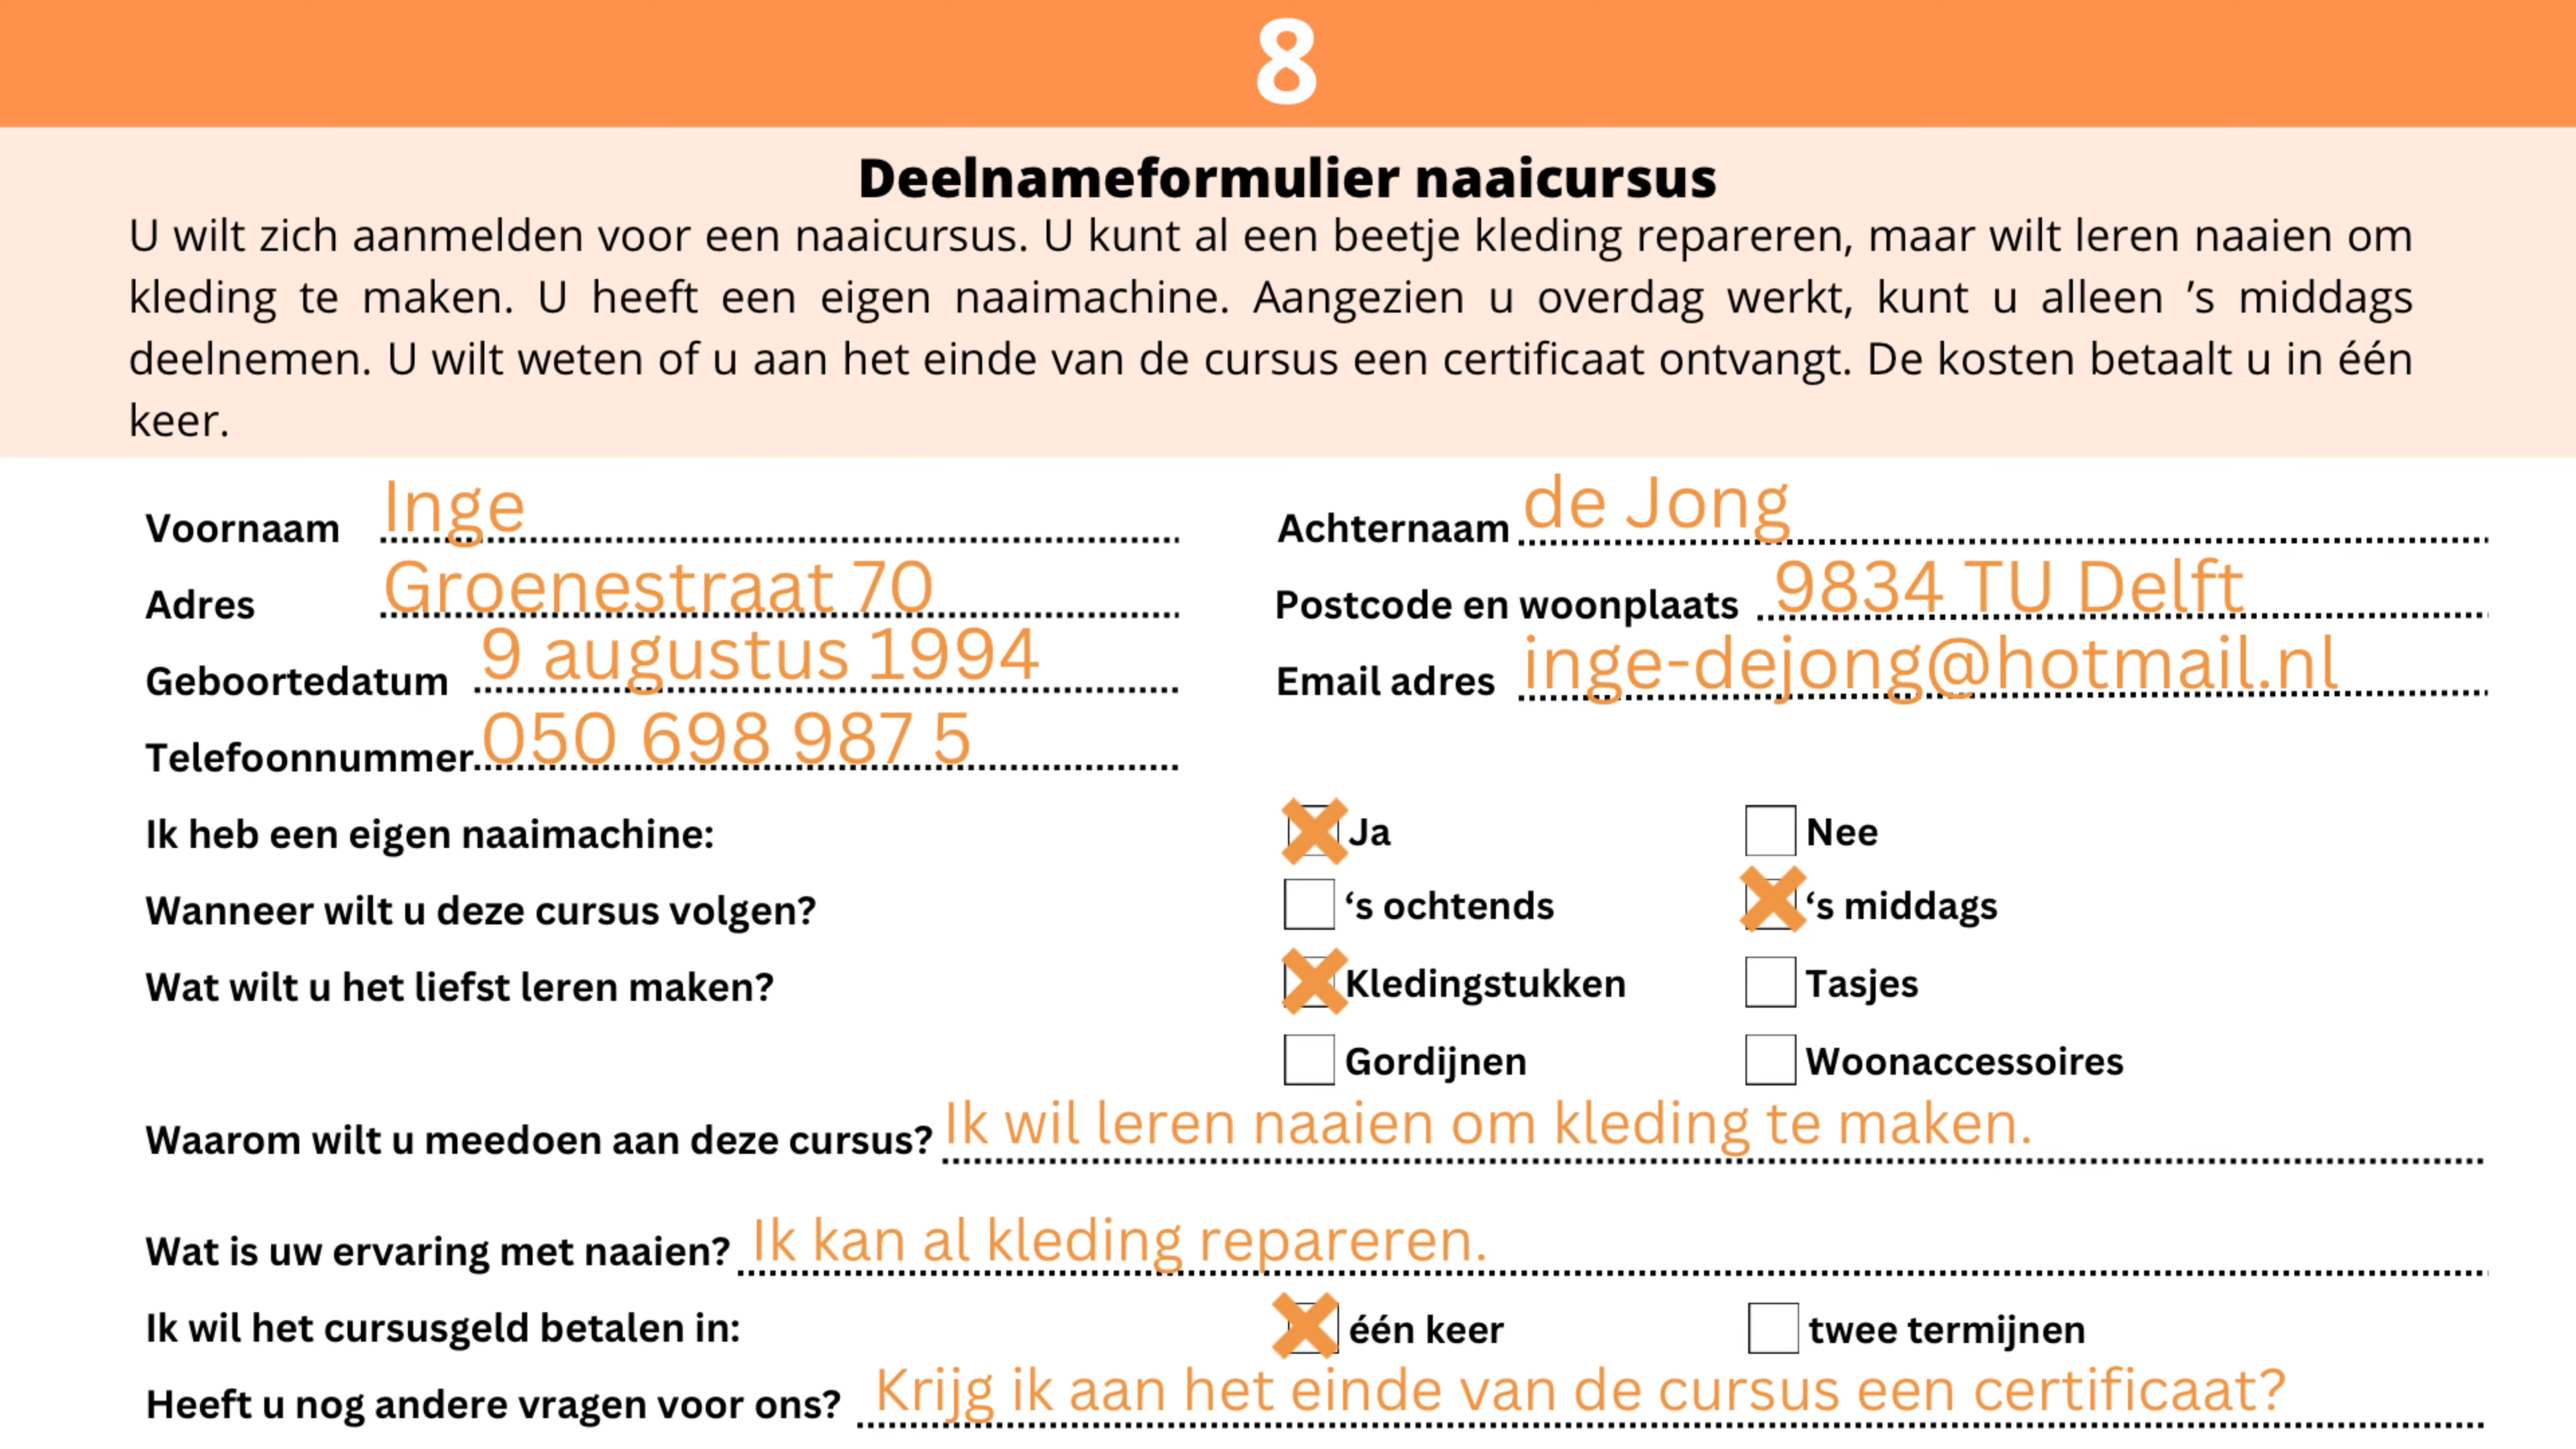 8
Deelnameformulier naaicursus
U wilt zich aanmelden voor een naaicursus. U kunt al een beetje kleding repareren, maar wilt leren naaien om
kleding te maken. U heeft een eigen naaimachine. Aangezien u overdag werkt, kunt u alleen ’s middags
deelnemen. U wilt weten of u aan het einde van de cursus een certificaat ontvangt. De kosten betaalt u in één
keer.
Voornaam Inge Achternaam de Jong
Adres Groenestraat 70 Postcode en woonplaats 9834 TU Delft
Geboortedatum 9 augustus 1994 Email adres inge-dejong@hotmail.nl
Telefoonnummer 050 698 987 5
Ik heb een eigen naaimachine: Ja Nee
Wanneer wilt u deze cursus volgen? ‘s ochtends ‘s middags
Wat wilt u het liefst leren maken? Kledingstukken Tasjes
Gordijnen Woonaccessoires
Waarom wilt u meedoen aan deze cursus? Ik wil leren naaien om kleding te maken.
Wat is uw ervaring met naaien? Ik kan al kleding repareren.
Ik wil het cursusgeld betalen in: één keer twee termijnen
Heeft u nog andere vragen voor ons? Krijg ik aan het einde van de cursus een certificaat?